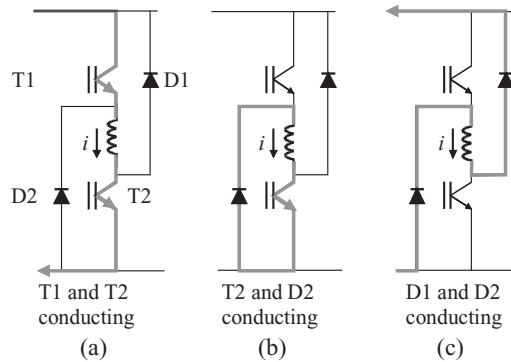 T1
D1
i
i
i
D2
T2
T1 and T2
conducting
T2 and D2
conducting
D1 and D2
conducting
(a)
(b)
(c)